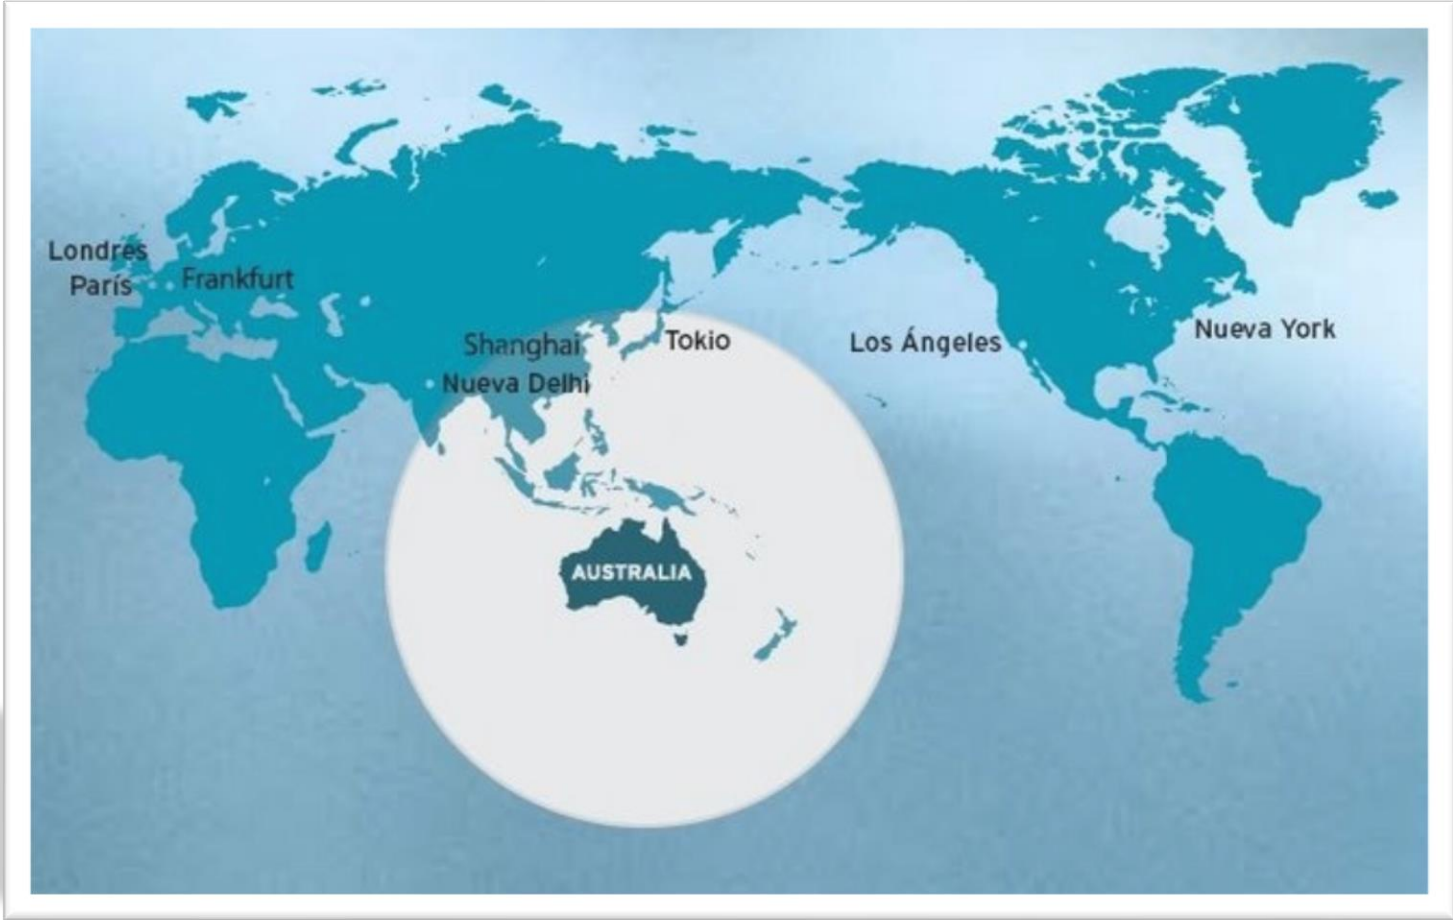 Londres
París
Frankfurt
Shanghai
Tokio
Nueva Delhi
Los Ángeles
Nueva York
AUSTRALIA